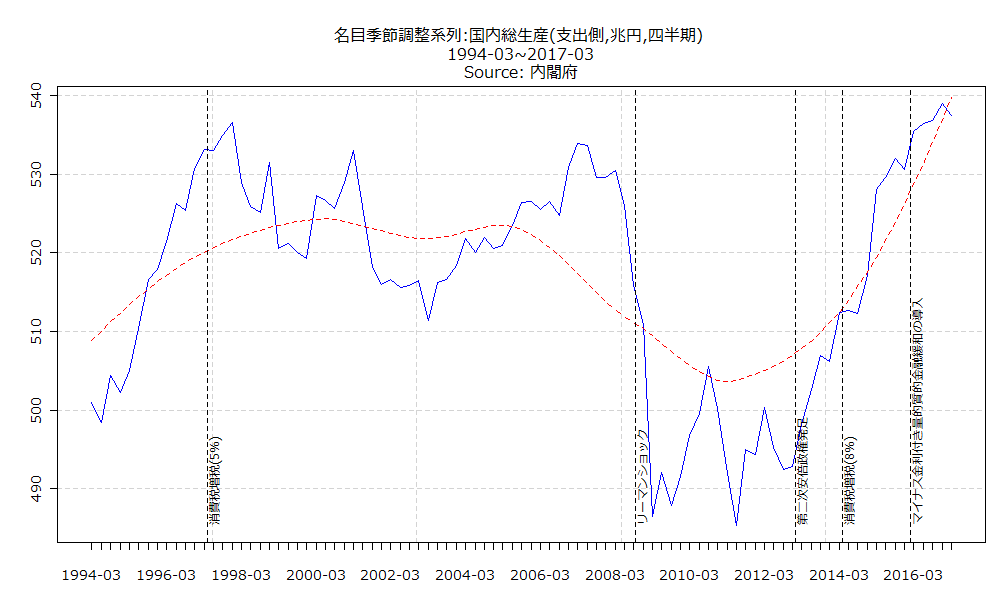 名目季節調整系列:国内総生産(支出側,兆円,四半期)
1994-03~2017-03
Source: 内閣府
540
530
520
510
500
490
消費税増税(5%)
リーマンショック
第二次安倍政権発足
消費税増税(8%)
マイナス金利付き量的質的金融緩和の導入
1994-03 1996-03 1998-03 2000-03 2002-03 2004-03 2006-03 2008-03 2010-03 2012-03 2014-03 2016-03